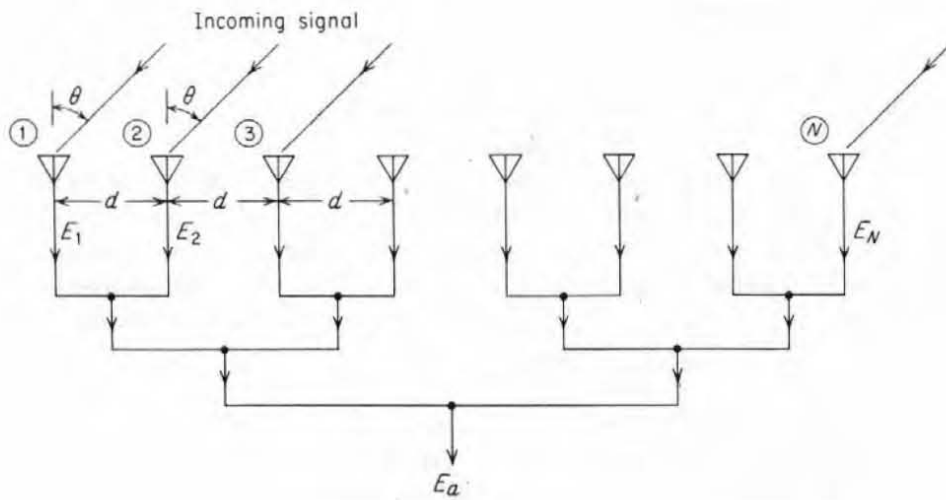 Incoming signal
θ θ
1 2 3 N
d d d
E1 E2 EN
Ea